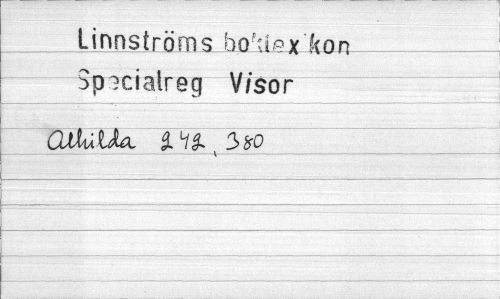 Linnströms boklexikon
Specialreg Visor
Athilda 242, 380